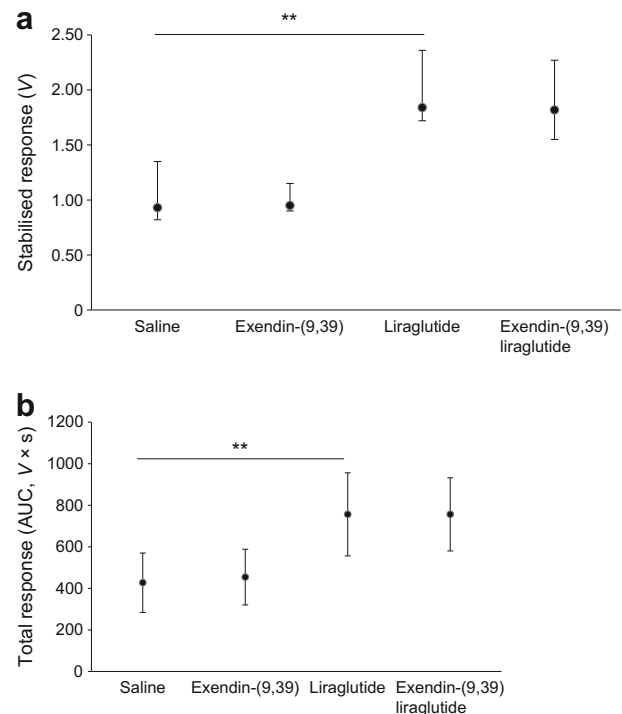 a
**
2.50
2.00
1.50
1.00
0.50
0
Stabilised response (V)
Saline Exendin-(9,39) Liraglutide Exendin-(9,39)
liraglutide
b
**
1200
1000
800
600
400
200
0
Total response (AUC, V × s)
Saline Exendin-(9,39) Liraglutide Exendin-(9,39)
liraglutide